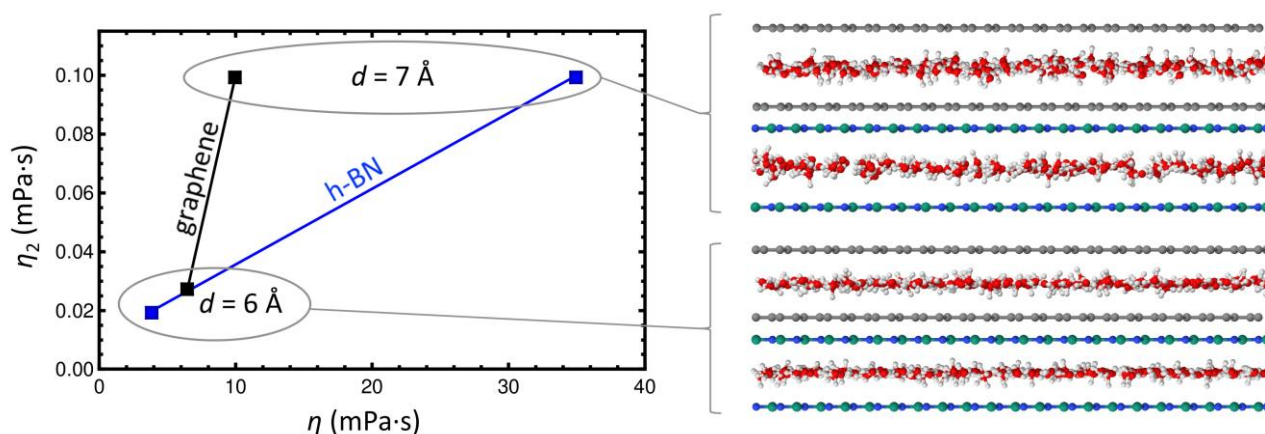 0.10
0.08
0.06
0.04
0.02
0.00
0 10 20 30 40
η₂ (mPa·s)
η (mPa·s)
graphene
h-BN
d = 7 Å
d = 6 Å